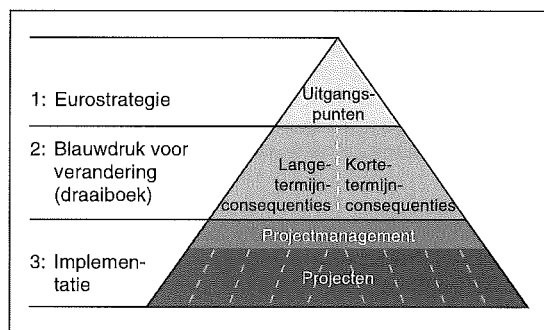 1: Eurostrategie
Uitgangs-
punten
2: Blauwdruk voor
verandering
(draaiboek)
Lange-
termijn-
consequenties
Korte-
termijn-
consequenties
3: Implemen-
tatie
Projectmanagement
Projecten